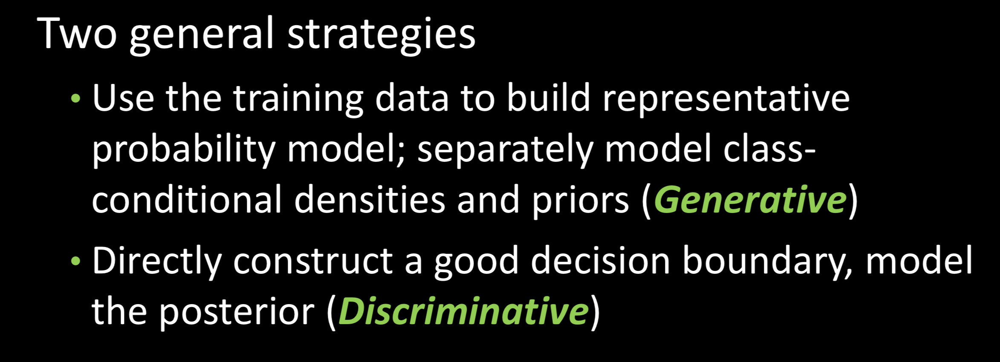 Two general strategies
• Use the training data to build representative
probability model; separately model class-
conditional densities and priors (Generative)
• Directly construct a good decision boundary, model
the posterior (Discriminative)